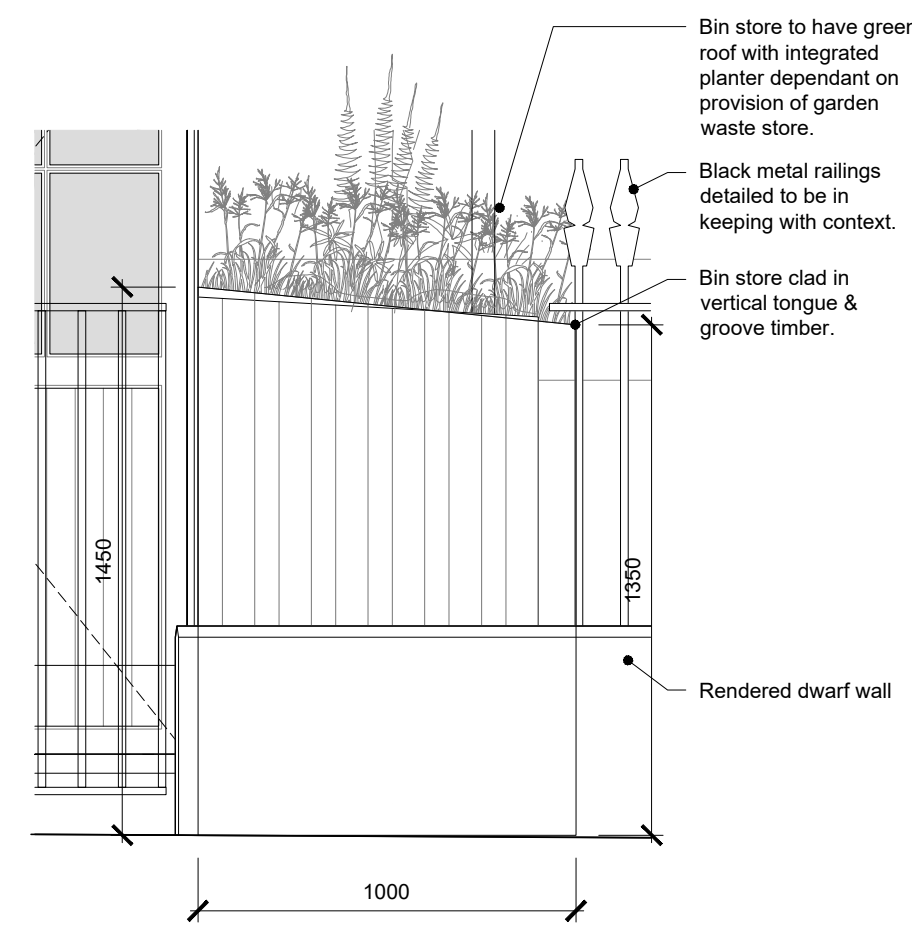 Bin store to have green
roof with integrated
planter dependant on
provision of garden
waste store.
Black metal railings
detailed to be in
keeping with context.
Bin store clad in
vertical tongue &
groove timber.
1450
1350
Rendered dwarf wall
1000